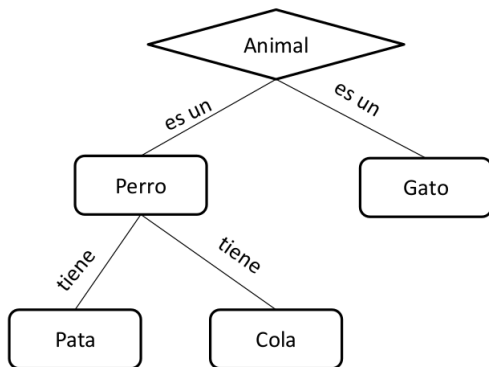 Animal
es un
es un
Perro
Gato
tiene
tiene
Pata
Cola